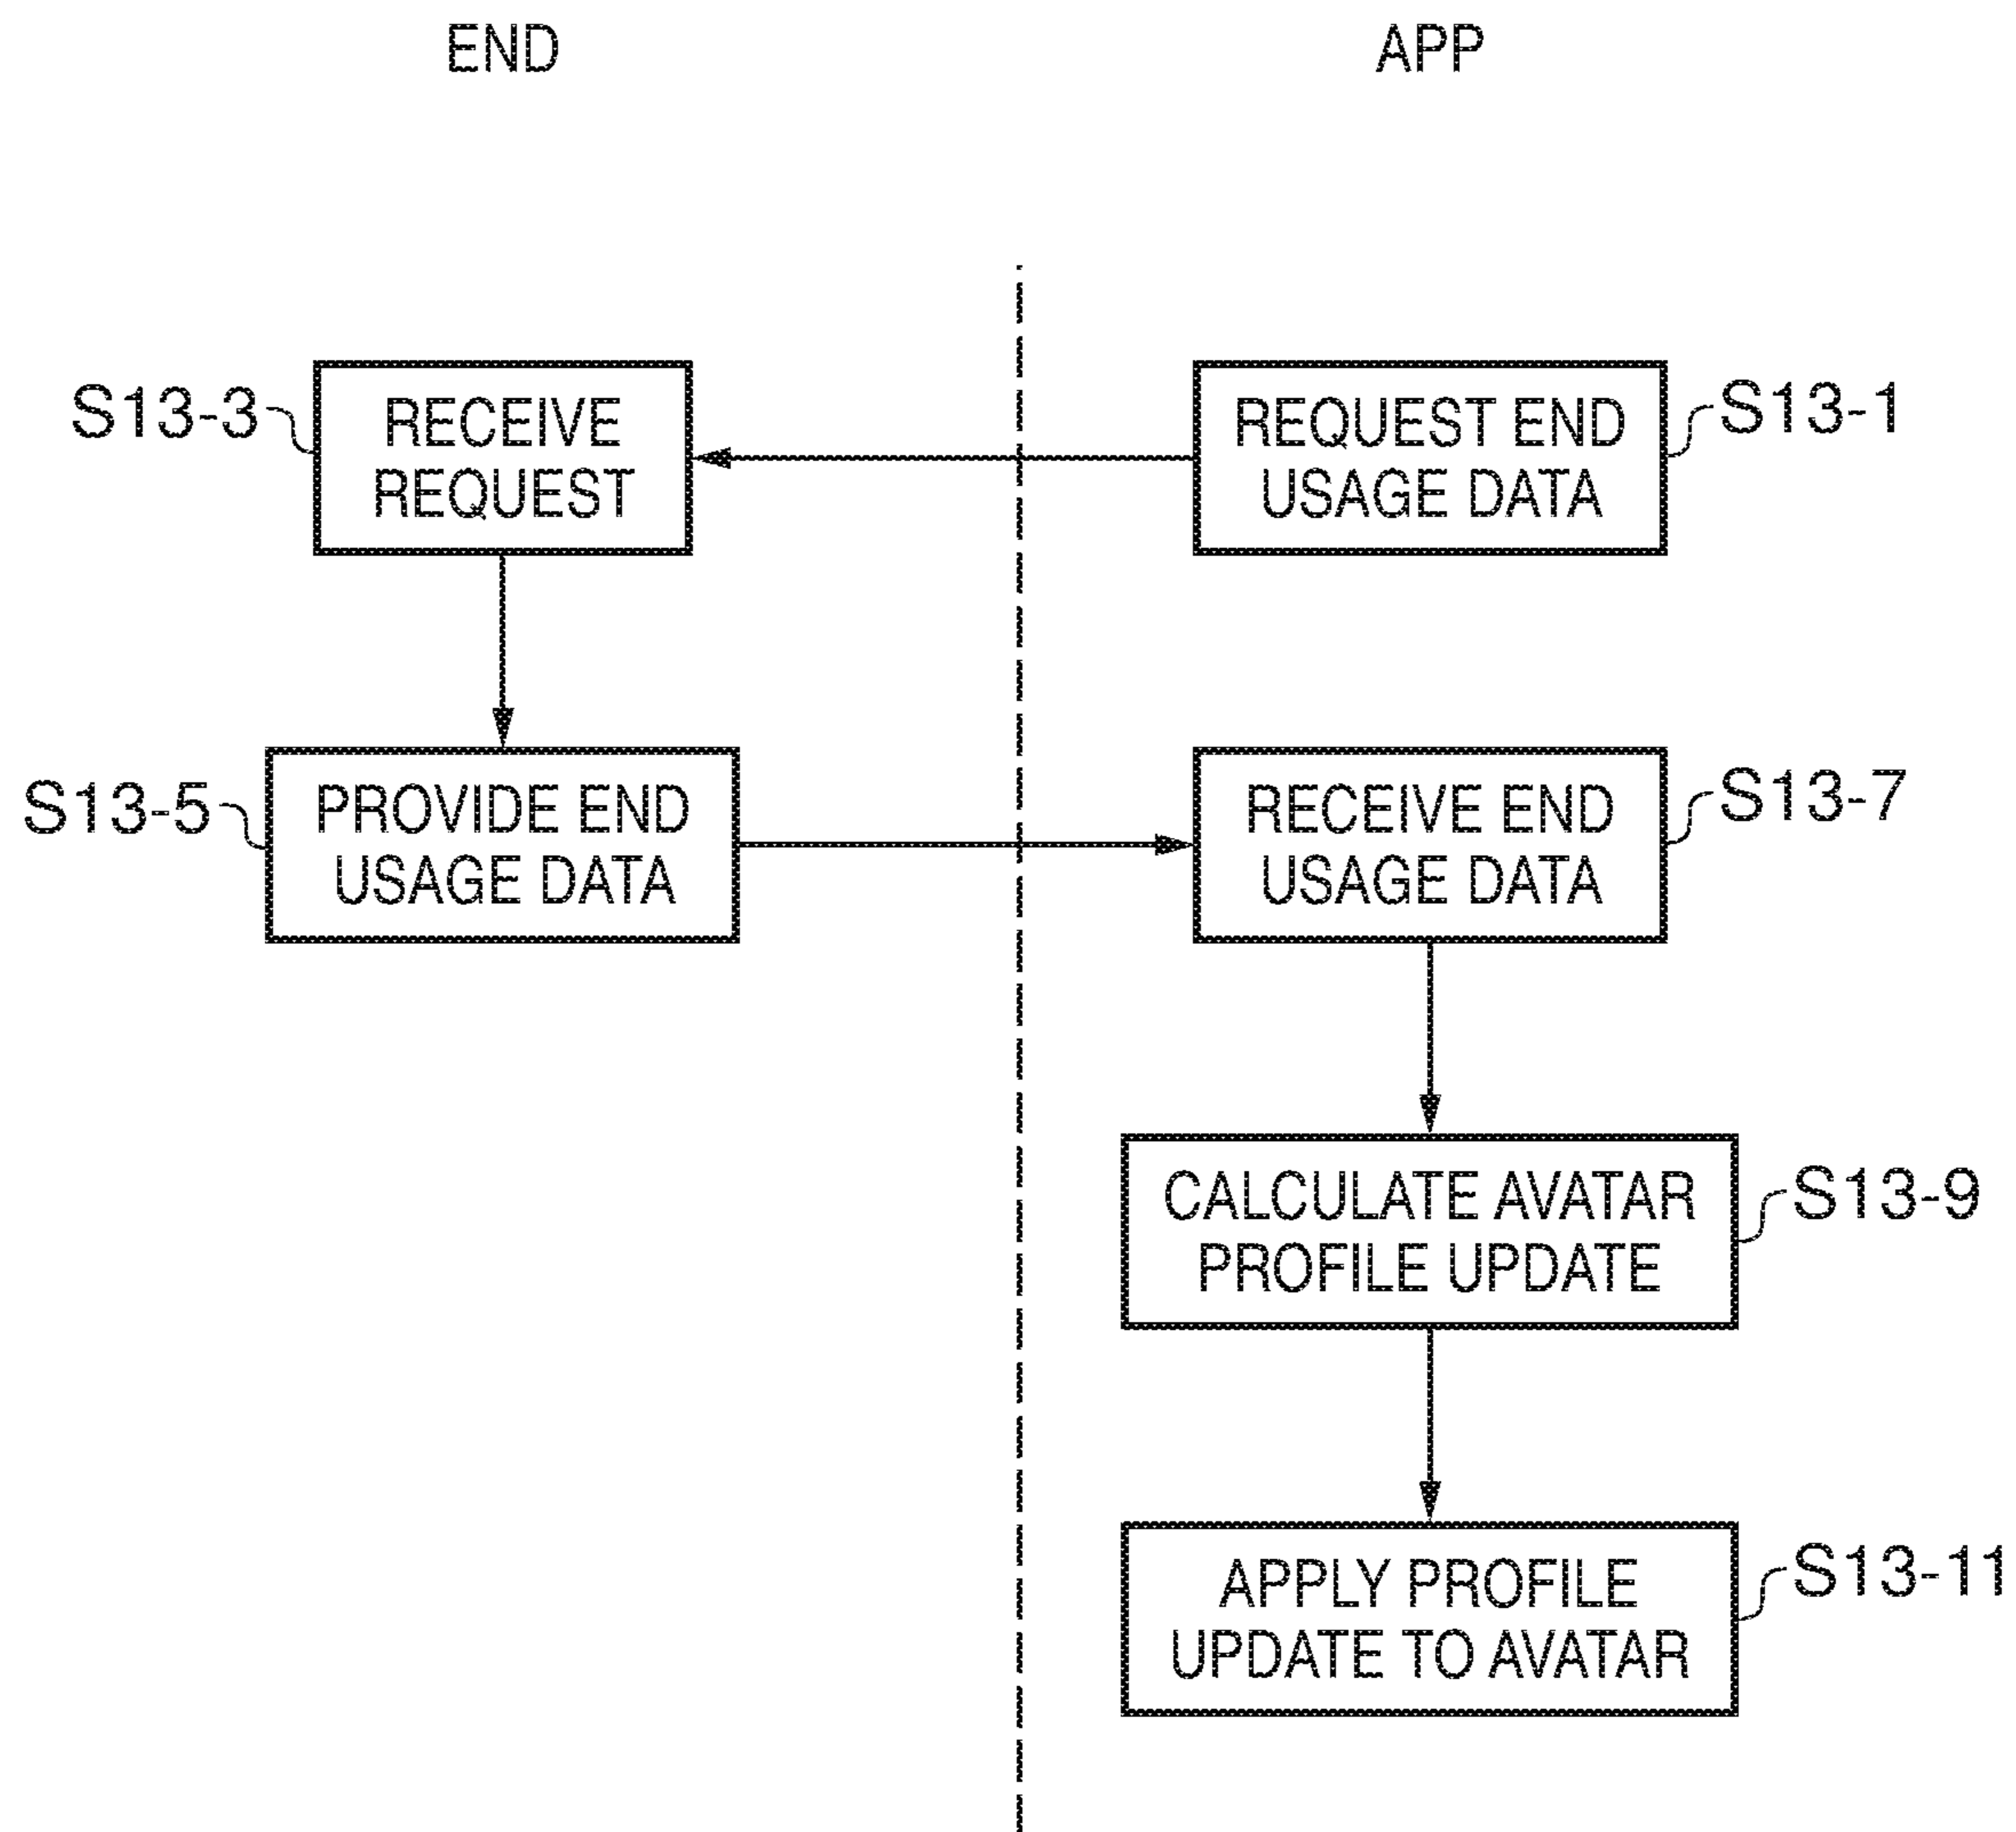 END
APP
S13-3
RECEIVE
REQUEST
REQUEST END
USAGE DATA
S13-1
S13-5
PROVIDE END
USAGE DATA
RECEIVE END
USAGE DATA
S13-7
CALCULATE AVATAR
PROFILE UPDATE
S13-9
APPLY PROFILE
UPDATE TO AVATAR
S13-11